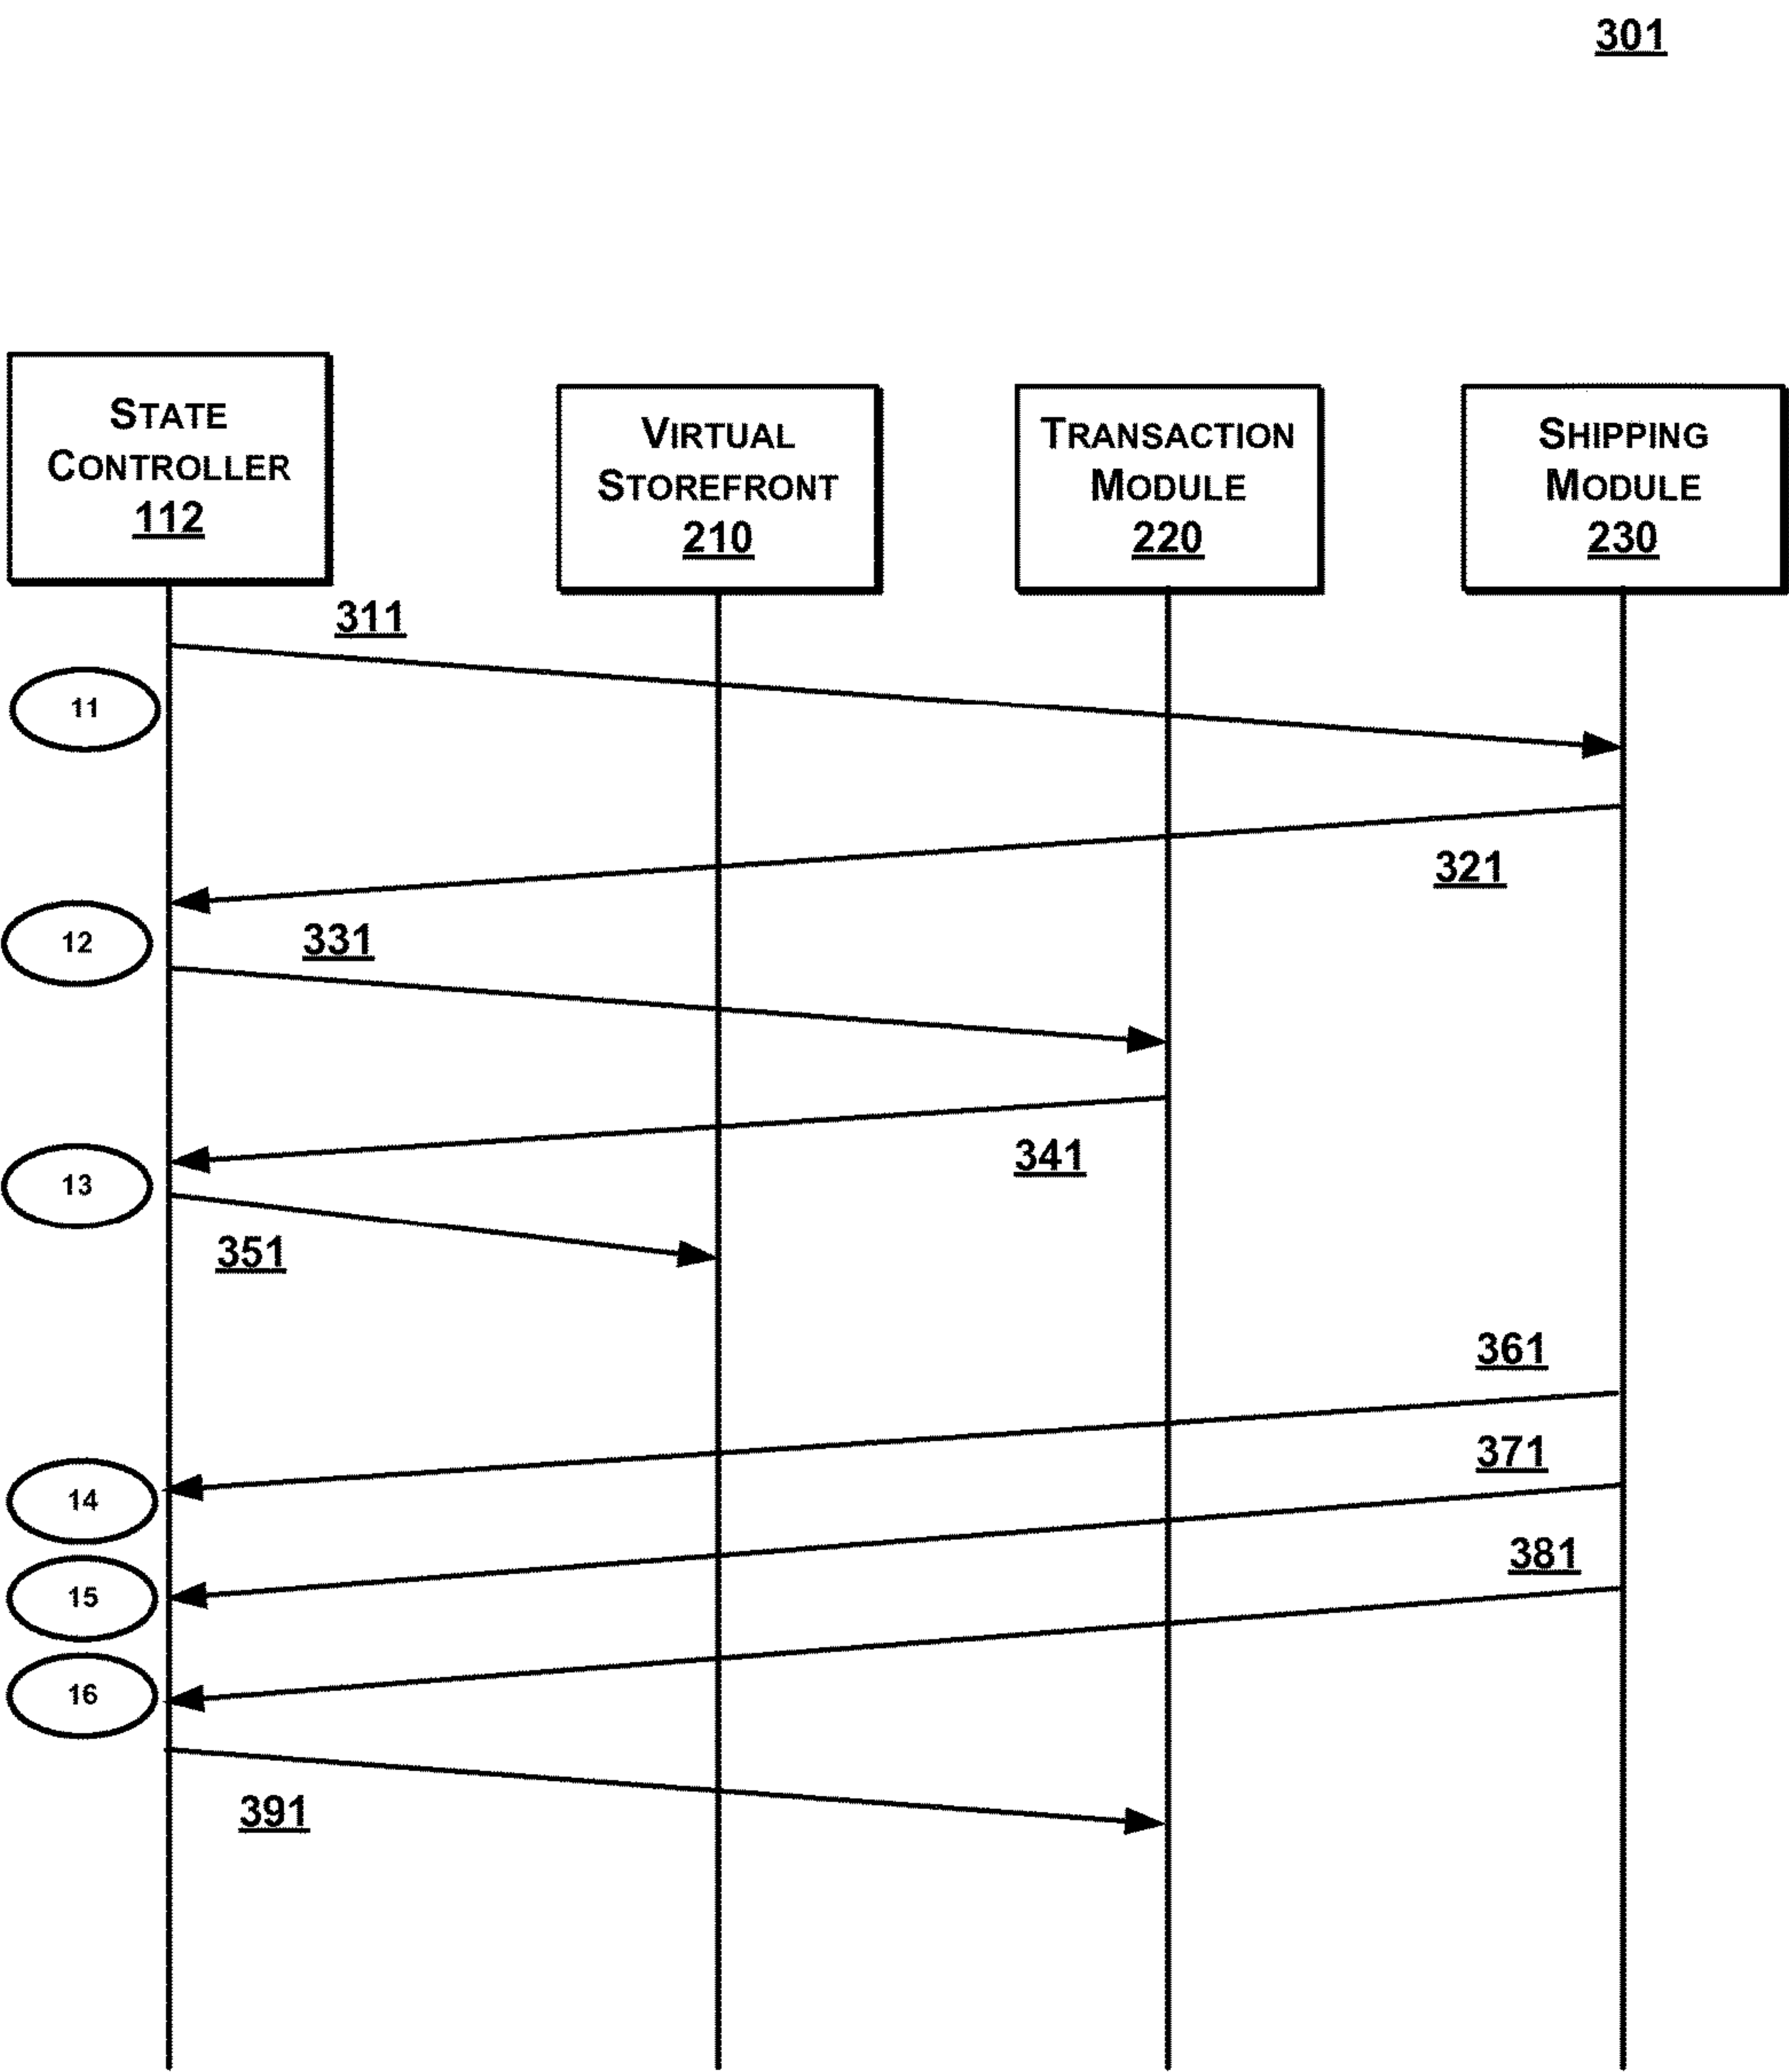 301
STATE
CONTROLLER
112
VIRTUAL
STOREFRONT
210
TRANSACTION
MODULE
220
SHIPPING
MODULE
230
311
11
321
12
331
341
13
351
361
14
371
15
381
16
391